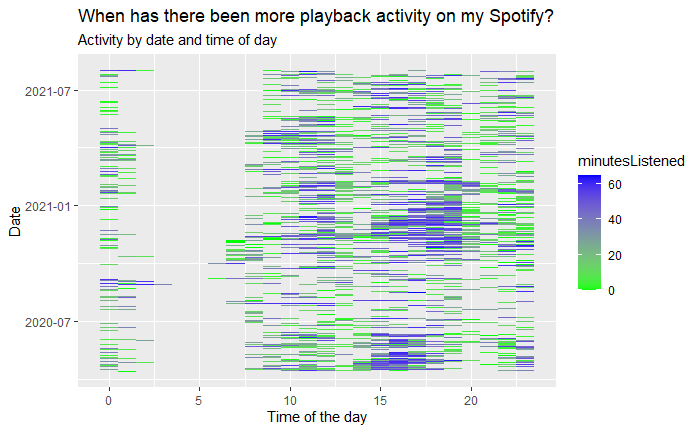 When has there been more playback activity on my Spotify?
Activity by date and time of day
2021-07
2021-01
2020-07
Date
0 5 10 15 20
Time of the day
minutesListened
60
40
20
0